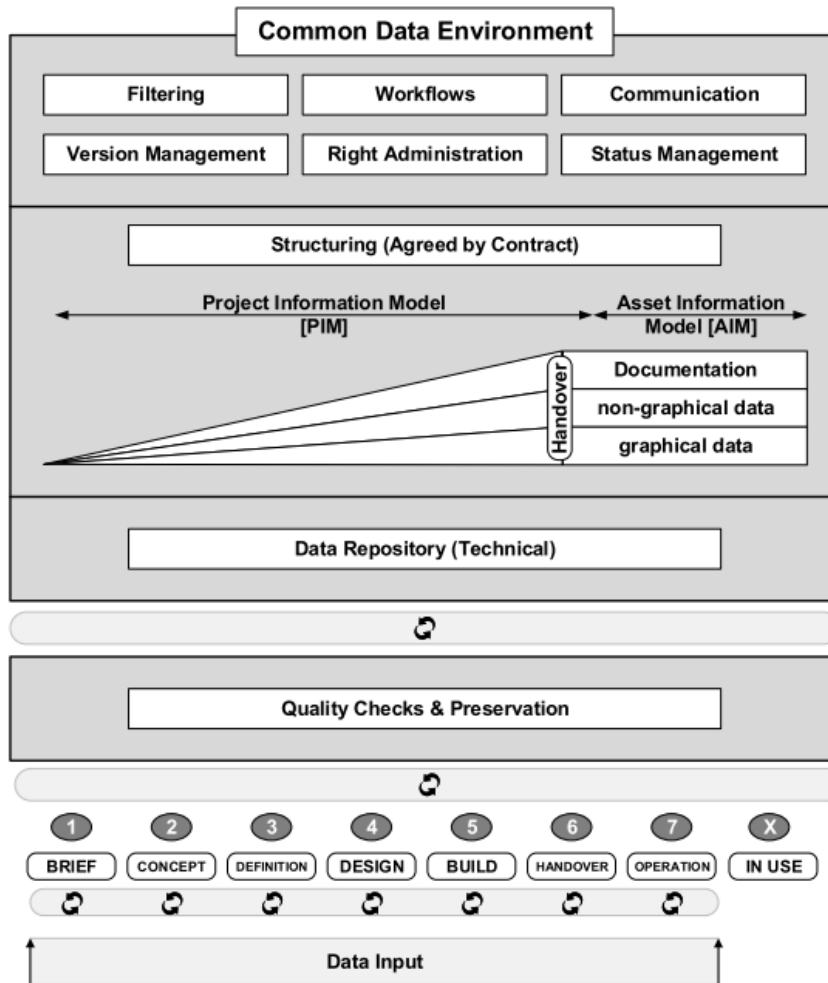 Common Data Environment
Filtering
Workflows
Communication
Version Management
Right Administration
Status Management
Structuring (Agreed by Contract)
Project Information Model
[PIM]
Asset Information
Model [AIM]
Handover
Documentation
non-graphical data
graphical data
Data Repository (Technical)
Quality Checks & Preservation
1 2 3 4 5 6 7 X
BRIEF CONCEPT DEFINITION DESIGN BUILD HANDOVER OPERATION IN USE
Data Input